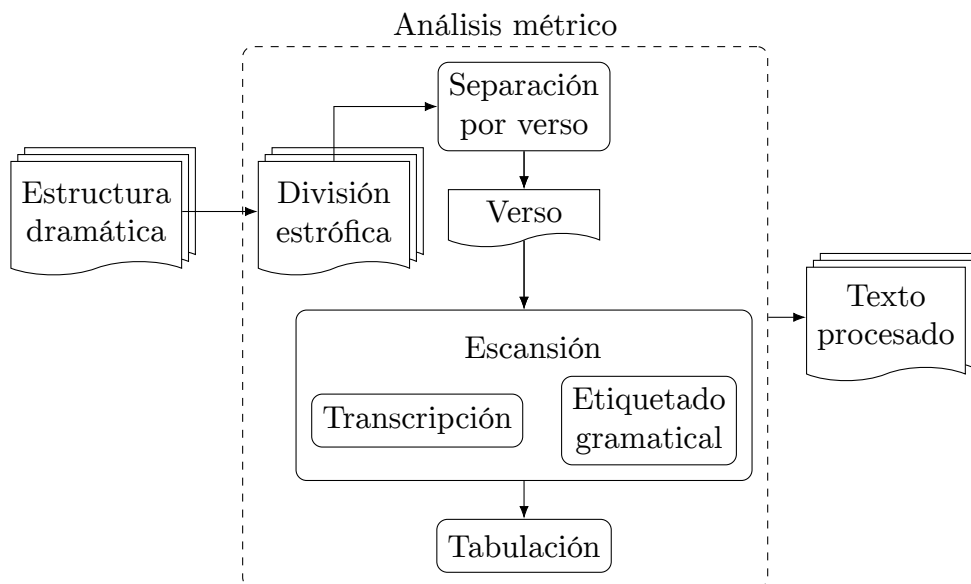 Análisis métrico
Estructura
dramática
División
estrófica
Separación
por verso
Verso
Escansión
Transcripción
Etiquetado
gramatical
Tabulación
Texto
procesado